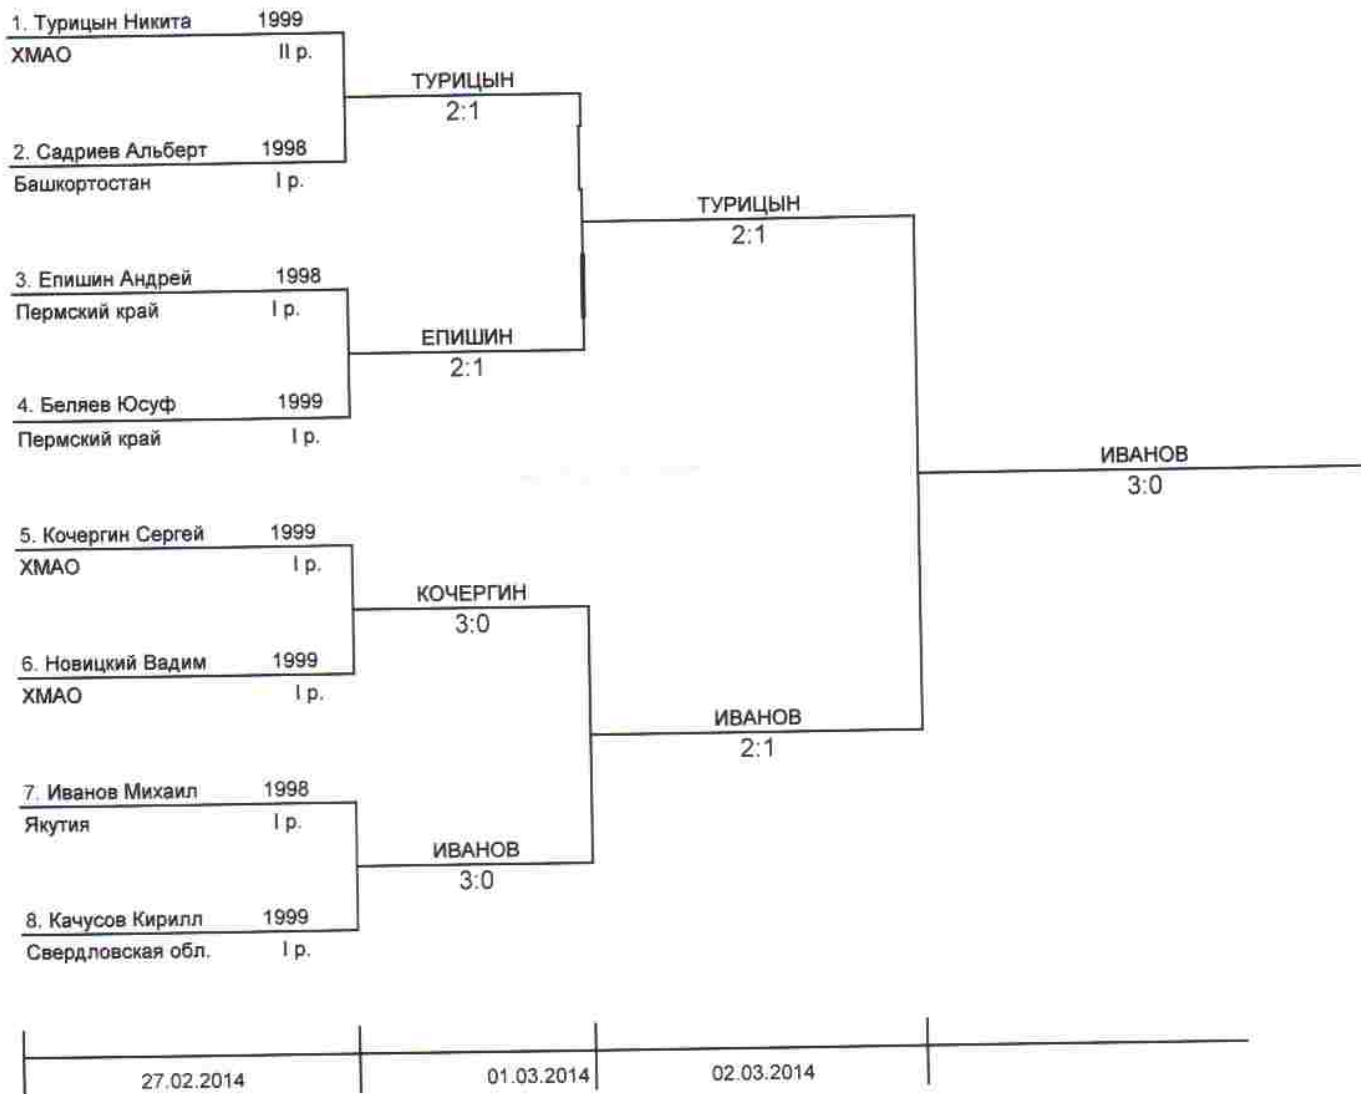 1. Турицын Никита 1999
ХМАО II р.
ТУРИЦЫН
2:1
2. Садриев Альберт 1998
Башкортостан I р.
ТУРИЦЫН
2:1
3. Епишин Андрей 1998
Пермский край I р.
ЕПИШИН
2:1
4. Беляев Юсуф 1999
Пермский край I р.
ИВАНОВ
3:0
5. Кочергин Сергей 1999
ХМАО I р.
КОЧЕРГИН
3:0
6. Новицкий Вадим 1999
ХМАО I р.
ИВАНОВ
2:1
7. Иванов Михаил 1998
Якутия I р.
ИВАНОВ
3:0
8. Качусов Кирилл 1999
Свердловская обл. I р.
27.02.2014 01.03.2014 02.03.2014